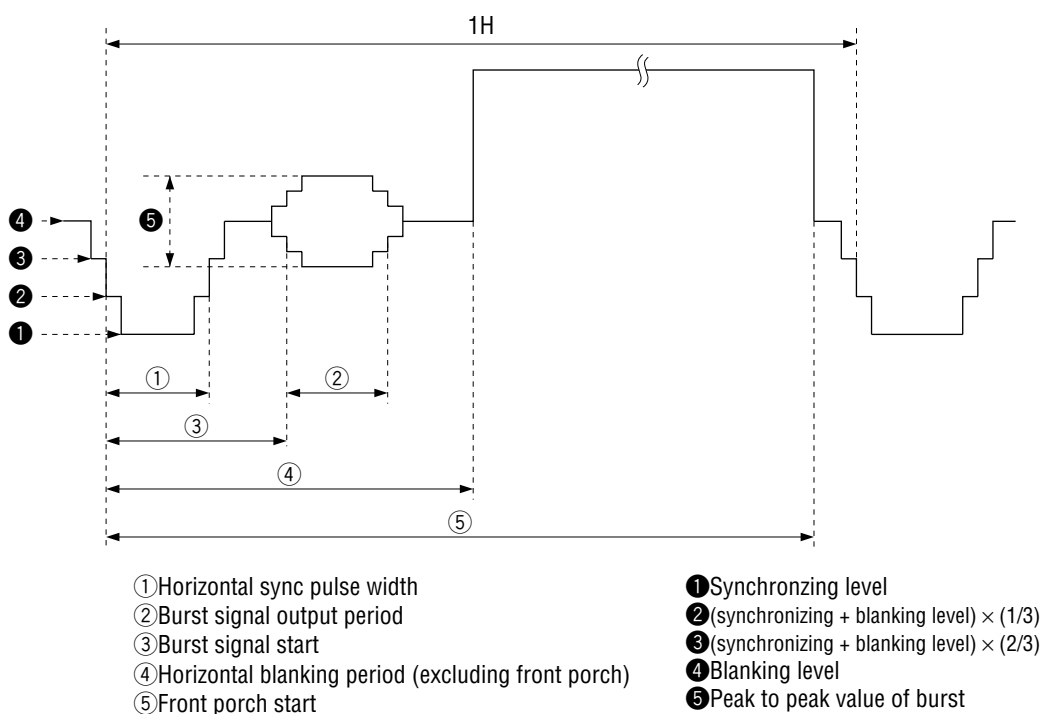 1H
❹
❺
❸
❷
❶
①
②
③
④
⑤
①Horizontal sync pulse width
②Burst signal output period
③Burst signal start
④Horizontal blanking period (excluding front porch)
⑤Front porch start
❶Synchronzing level
❷(synchronizing + blanking level) × (1/3)
❸(synchronizing + blanking level) × (2/3)
❹Blanking level
❺Peak to peak value of burst